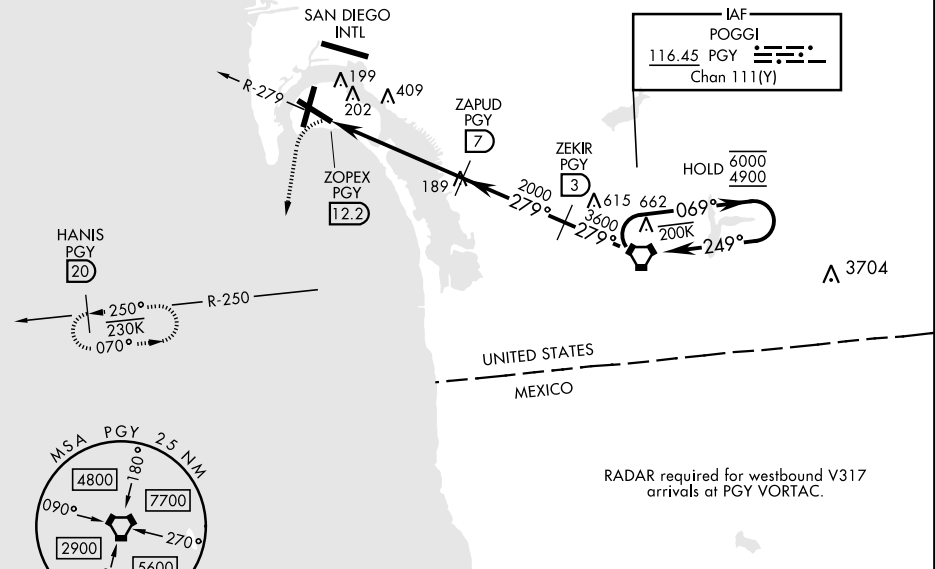 SAN DIEGO
INTL
IAF
POGGI
116.45 PGY
Chan 111(Y)
R-279
199
202
409
ZAPUD
PGY
7
ZEKIR
PGY
3
HOLD 6000
4900
189
2000
279°
3600
279°
615
662
200K
069°
249°
ZOPEX
PGY
12.2
HANIS
PGY
20
250°
230K
070°
R-250
3704
UNITED STATES
MEXICO
MSA PGY 25 NM
180°
4800
7700
090°
270°
2900
5600
RADAR required for westbound V317
arrivals at PGY VORTAC.